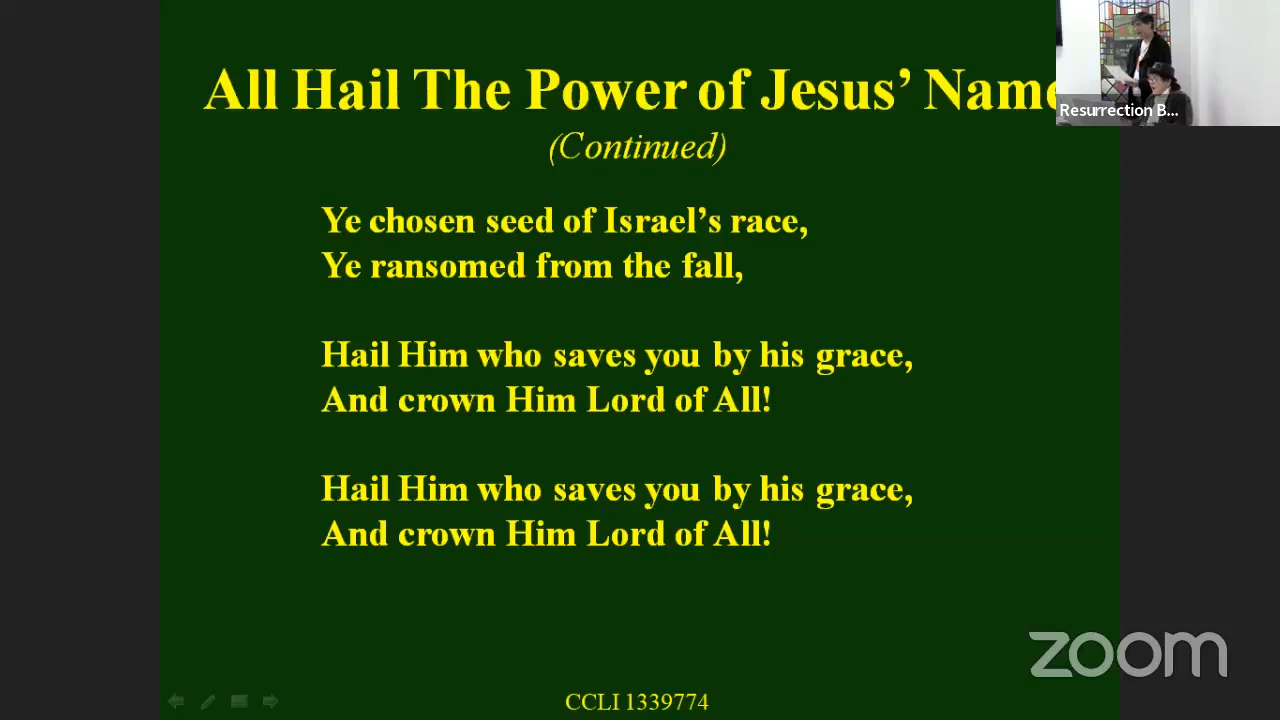 All Hail The Power of Jesus’ Name
(Continued)
Resurrection B...
Ye chosen seed of Israel’s race,
Ye ransomed from the fall,
Hail Him who saves you by his grace,
And crown Him Lord of All!
Hail Him who saves you by his grace,
And crown Him Lord of All!
zoom
CCLI 1339774